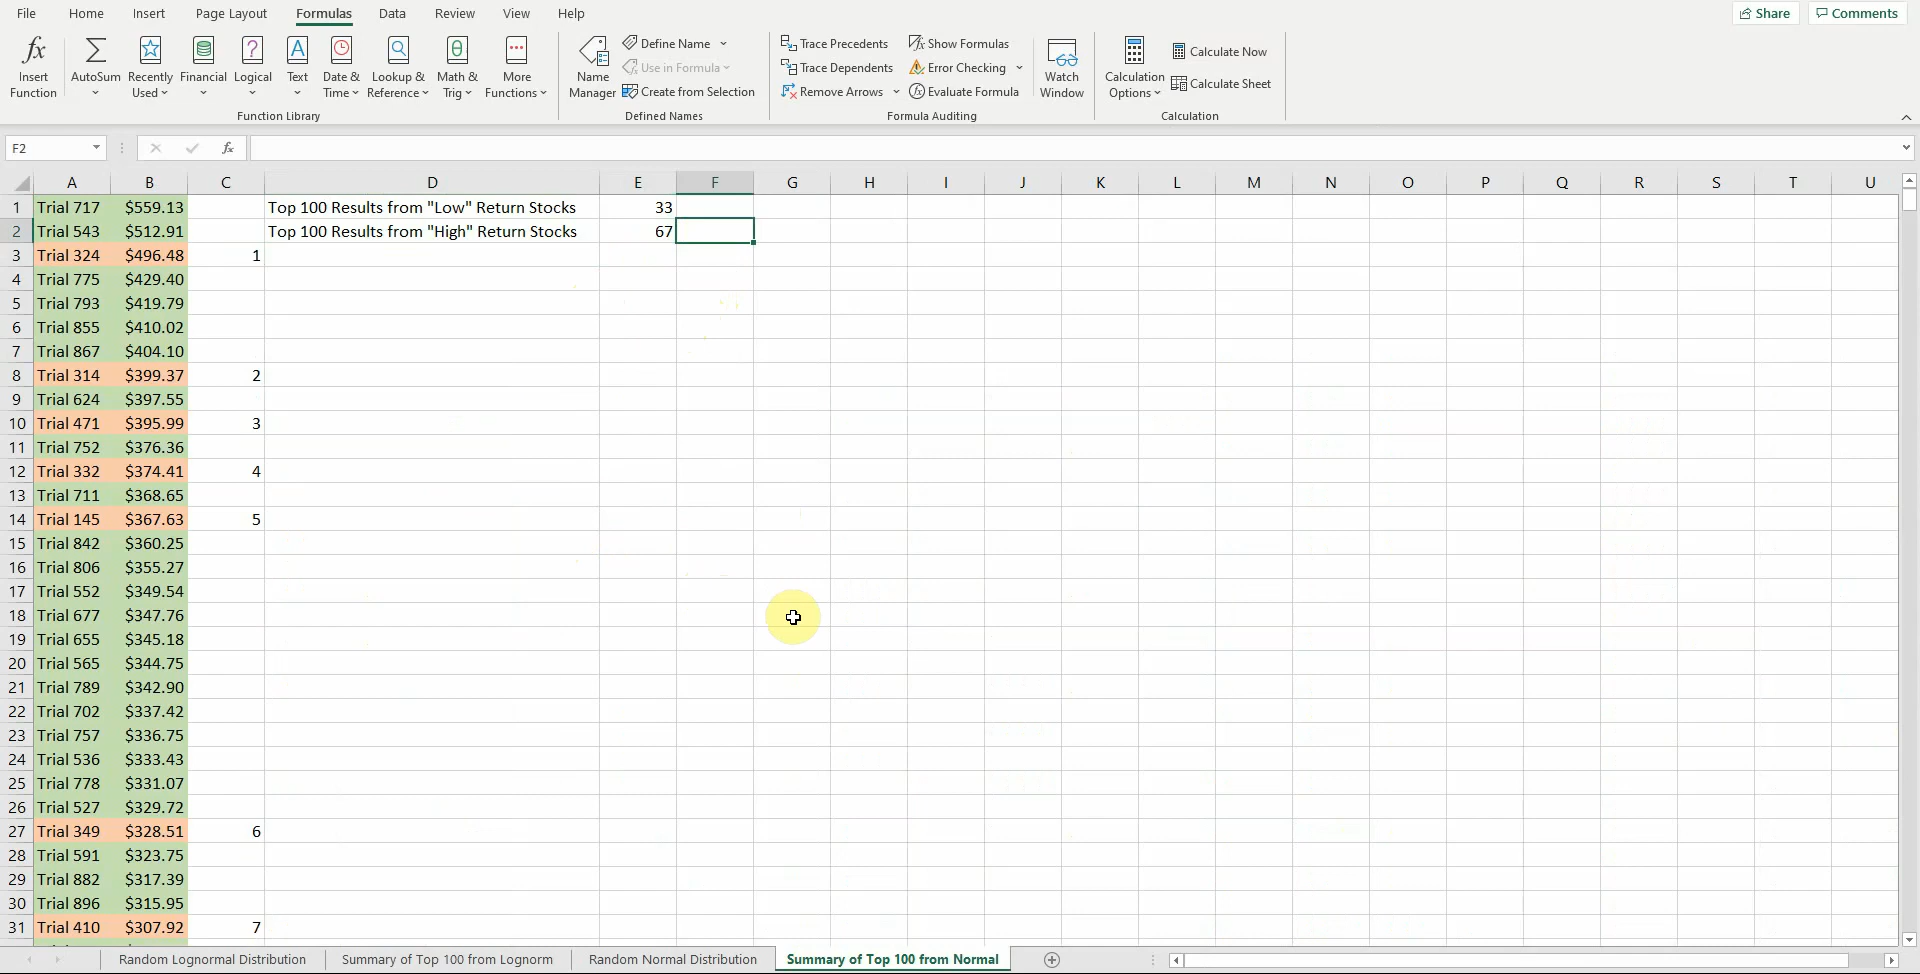 File Home Insert Page Layout Formulas Data Review View Help Share Comments
fx Insert Function
AutoSum
Recently Used
Financial
Logical
Text
Date & Time
Lookup & Reference
Math & Trig
More Functions
Function Library
Name Manager
Define Name
Use in Formula
Create from Selection
Defined Names
Trace Precedents
Trace Dependents
Remove Arrows
Show Formulas
Error Checking
Evaluate Formula
Formula Auditing
Watch Window
Calculation Options
Calculate Now
Calculate Sheet
Calculation
F2 fx
A B C D E F G H I J K L M N O P Q R S T U
1 Trial 717 $559.13 Top 100 Results from "Low" Return Stocks 33
2 Trial 543 $512.91 Top 100 Results from "High" Return Stocks 67
3 Trial 324 $496.48 1
4 Trial 775 $429.40
5 Trial 793 $419.79
6 Trial 855 $410.02
7 Trial 867 $404.10
8 Trial 314 $399.37 2
9 Trial 624 $397.55
10 Trial 471 $395.99 3
11 Trial 752 $376.36
12 Trial 332 $374.41 4
13 Trial 711 $368.65
14 Trial 145 $367.63 5
15 Trial 842 $360.25
16 Trial 806 $355.27
17 Trial 552 $349.54
18 Trial 677 $347.76
19 Trial 655 $345.18
20 Trial 565 $344.75
21 Trial 789 $342.90
22 Trial 702 $337.42
23 Trial 757 $336.75
24 Trial 536 $333.43
25 Trial 778 $331.07
26 Trial 527 $329.72
27 Trial 349 $328.51 6
28 Trial 591 $323.75
29 Trial 882 $317.39
30 Trial 896 $315.95
31 Trial 410 $307.92 7
Random Lognormal Distribution Summary of Top 100 from Lognorm Random Normal Distribution Summary of Top 100 from Normal